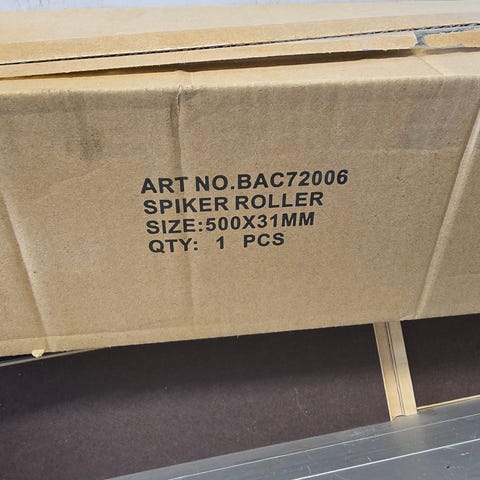 ART NO.BAC72006
SPIKER ROLLER
SIZE:500X31MM
QTY: 1 PCS